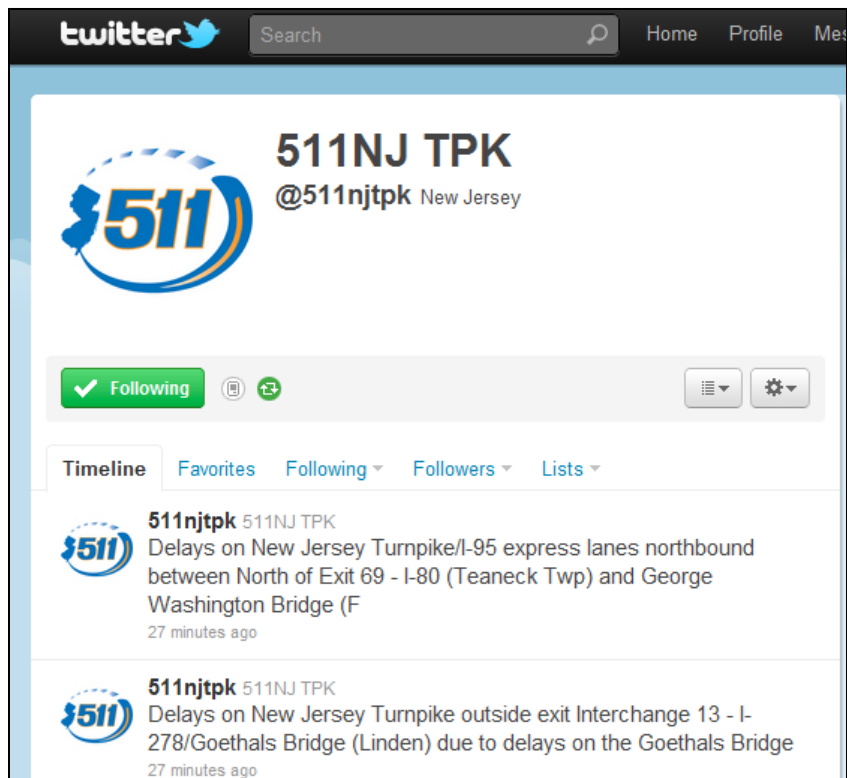 twitter
Search
Home Profile Mes
511
511NJ TPK
@511njtpk New Jersey
Following
Timeline Favorites Following Followers Lists
511
511njtpk 511NJ TPK
Delays on New Jersey Turnpike/I-95 express lanes northbound
between North of Exit 69 - I-80 (Teaneck Twp) and George
Washington Bridge (F
27 minutes ago
511
511njtpk 511NJ TPK
Delays on New Jersey Turnpike outside exit Interchange 13 - I-
278/Goethals Bridge (Linden) due to delays on the Goethals Bridge
27 minutes ago